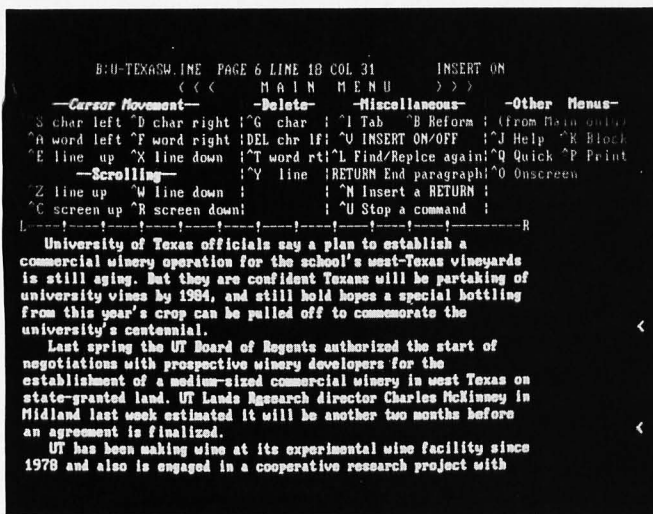 B:U-TEXASW.INE PAGE 6 LINE 18 COL 31 INSERT ON
< < < M A I N M E N U > > >
--Cursor Movement-- -Delete- -Miscellaneous- -Other Menus-
^S char left ^D char right |^G char | ^I Tab ^B Reform | (from Main only)
^A word left ^F word right |DEL chr lf| ^V INSERT ON/OFF |^J Help ^K Block
^E line up ^X line down |^T word rt|^L Find/Replce again|^Q Quick ^P Print
--Scrolling-- |^Y line |RETURN End paragraph|^O Onscreen
^Z line up ^W line down | | ^N Insert a RETURN |
^C screen up ^R screen down| | ^U Stop a command |
L----!----!----!----!----!----!----!----!----!----!--------R
University of Texas officials say a plan to establish a
commercial winery operation for the school's west-Texas vineyards
is still aging. But they are confident Texans will be partaking of
university vines by 1984, and still hold hopes a special bottling
from this year's crop can be pulled off to commemorate the <
university's centennial.
Last spring the UT Board of Regents authorized the start of
negotiations with prospective winery developers for the
establishment of a medium-sized commercial winery in west Texas on
state-granted land. UT Lands Research director Charles McKinney in
Midland last week estimated it will be another two months before
an agreement is finalized. <
UT has been making wine at its experimental wine facility since
1978 and also is engaged in a cooperative research project with